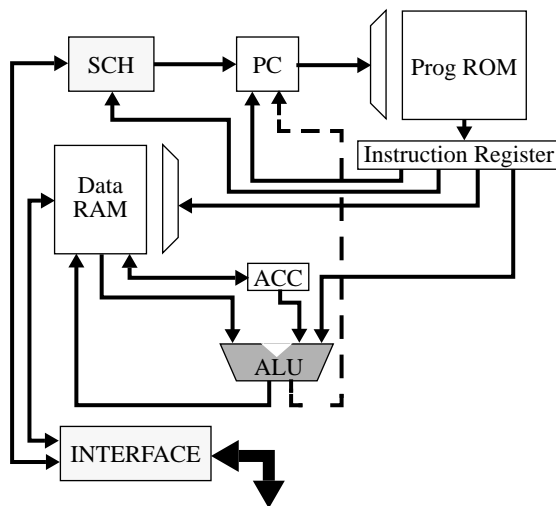 SCH
PC
Prog ROM
Instruction Register
Data
RAM
ACC
ALU
INTERFACE